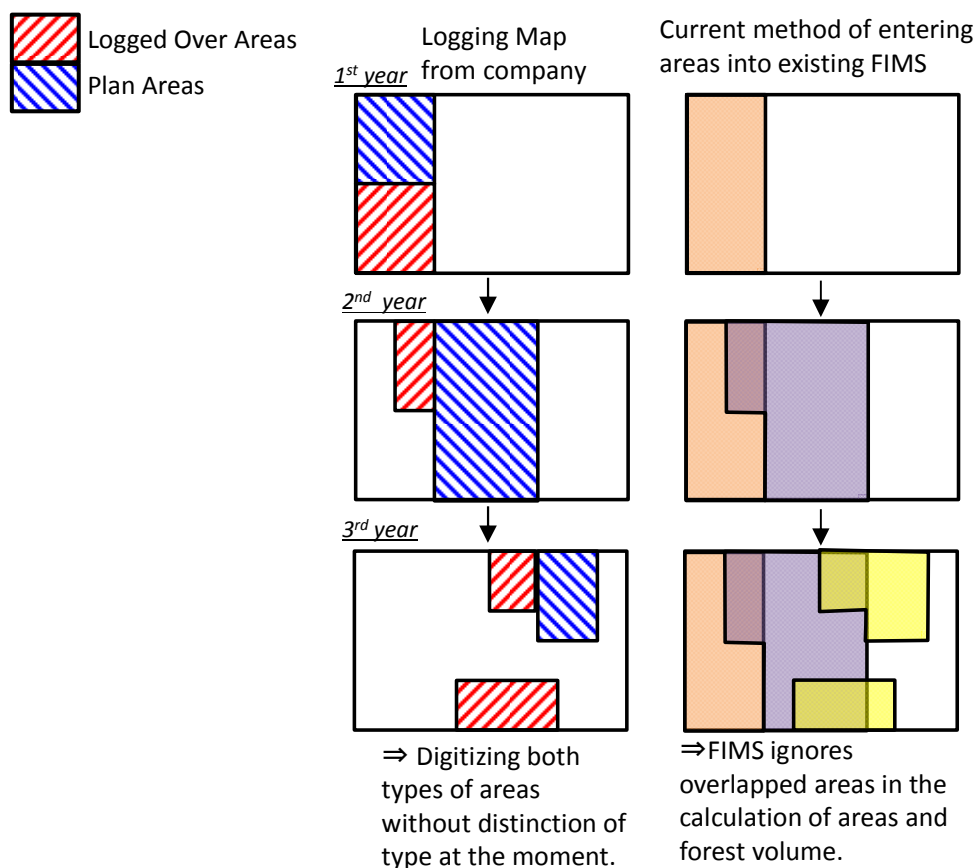 Logged Over Areas
Plan Areas
Logging Map
from company
Current method of entering
areas into existing FIMS
1st year
2nd year
3rd year
⇒ Digitizing both
types of areas
without distinction of
type at the moment.
⇒FIMS ignores
overlapped areas in the
calculation of areas and
forest volume.